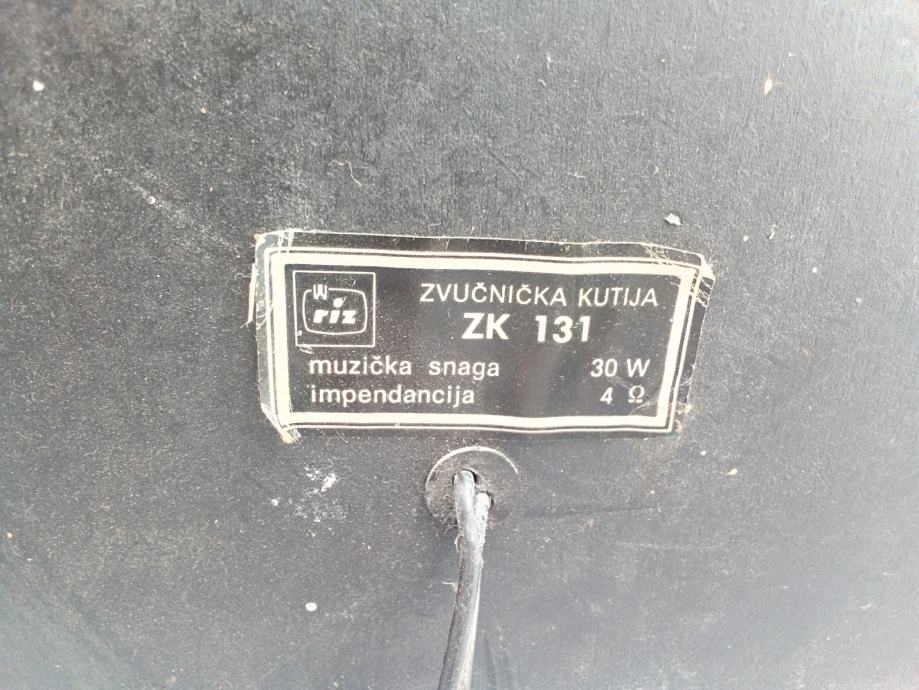 riz
ZVUČNIČKA KUTIJA
ZK 131
muzička snaga 30 W
impendancija 4 Ω